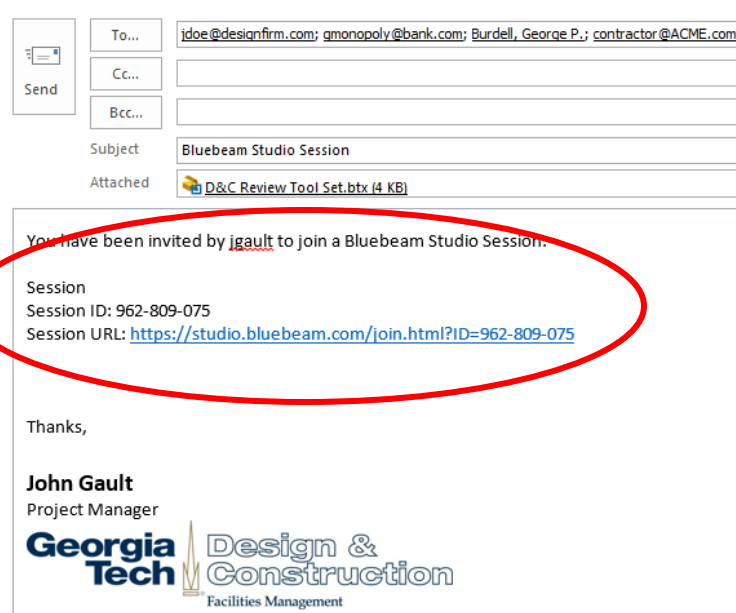 To...
jdoe@designfirm.com; gmonopoly@bank.com; Burdell, George P.; contractor@ACME.com
Cc...
Send
Bcc...
Subject
Bluebeam Studio Session
Attached
D&C Review Tool Set.btx (4 KB)
You have been invited by jgault to join a Bluebeam Studio Session.
Session
Session ID: 962-809-075
Session URL: https://studio.bluebeam.com/join.html?ID=962-809-075
Thanks,
John Gault
Project Manager
Georgia Tech
Design &
Construction
Facilities Management